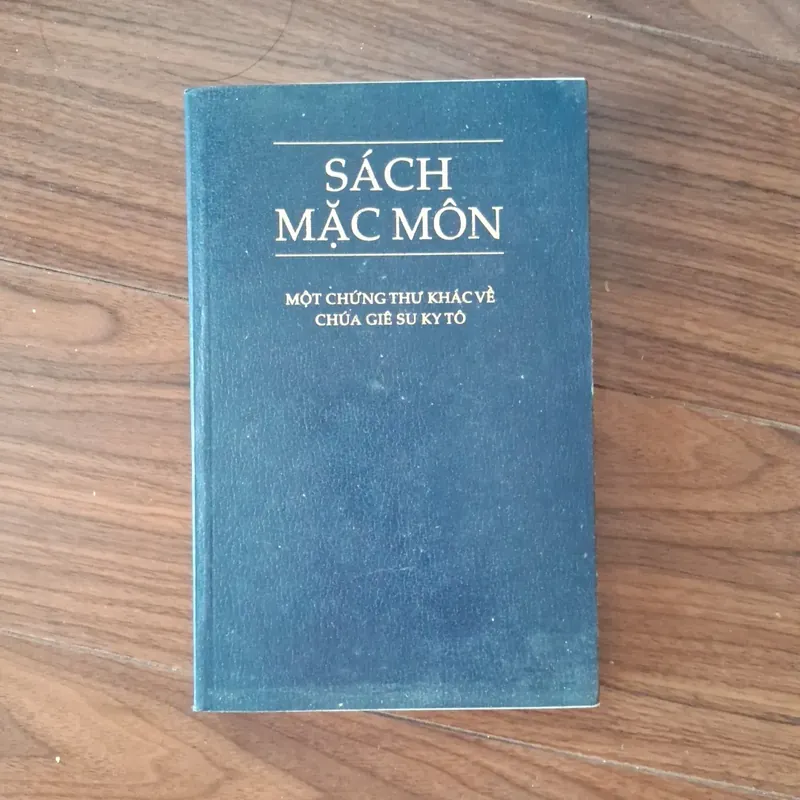 SÁCH
MẶC MÔN
MỘT CHỨNG THƯ KHÁC VỀ
CHÚA GIÊ SU KY TÔ